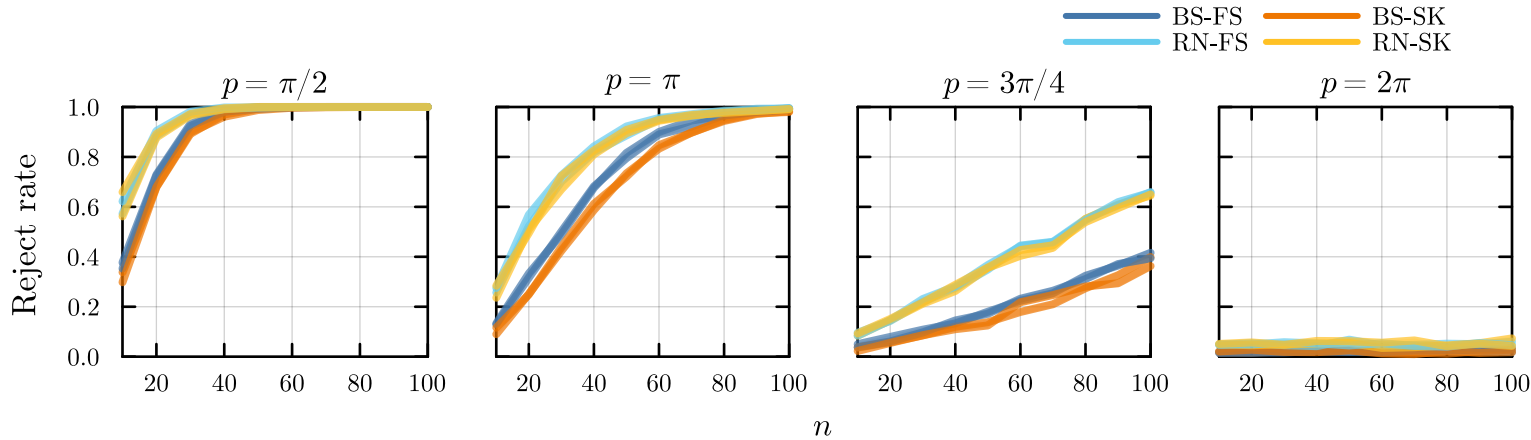 BS-FS BS-SK
RN-FS RN-SK
p = π/2 p = π p = 3π/4 p = 2π
Reject rate
1.0
0.8
0.6
0.4
0.2
0.0
20 40 60 80 100 20 40 60 80 100 20 40 60 80 100 20 40 60 80 100
n